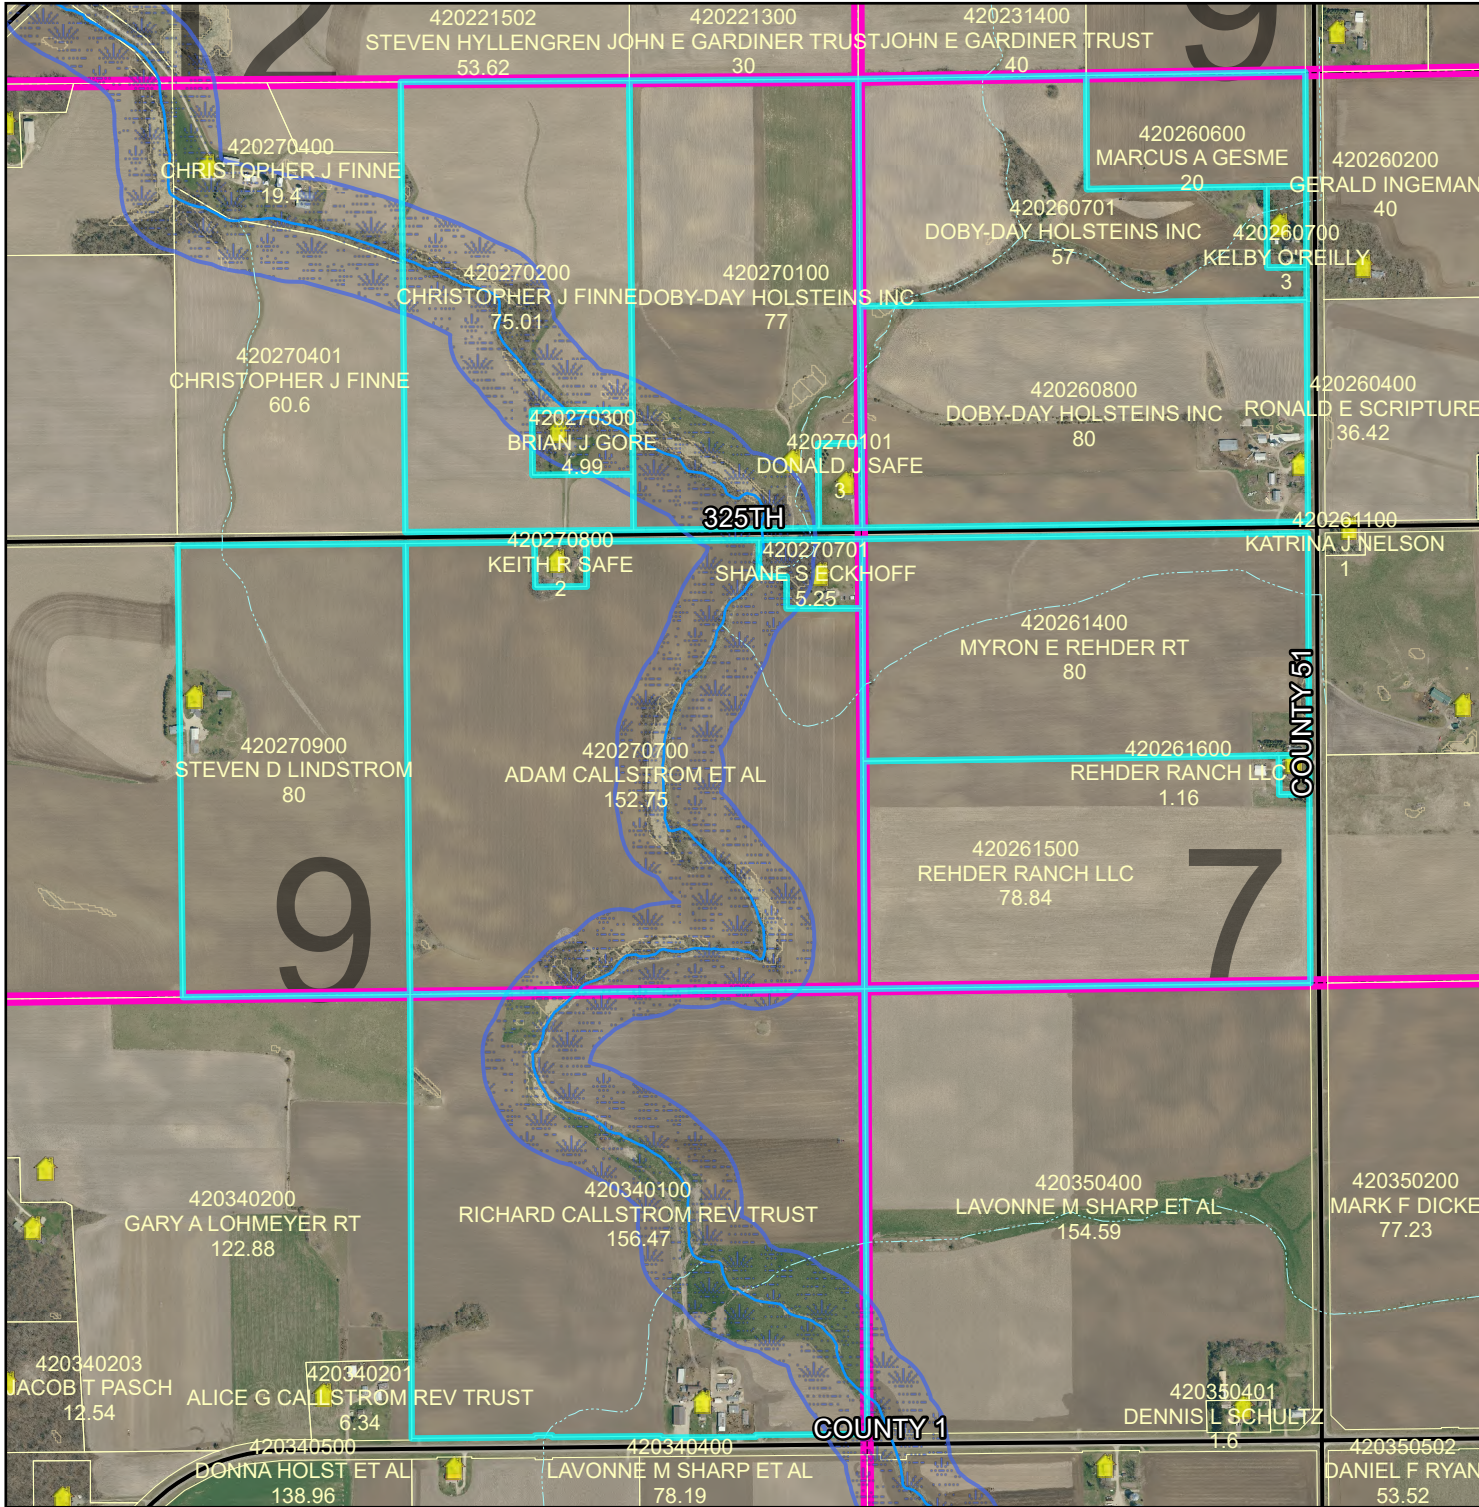 2
9
420221502
STEVEN HYLLENGREN
53.62
420221300
JOHN E GARDINER TRUST
30
420231400
JOHN E GARDINER TRUST
40
420270400
CHRISTOPHER J FINNE
19.4
420260600
MARCUS A GESME
20
420260200
GERALD INGEMAN
40
420260701
DOBY-DAY HOLSTEINS INC
57
420260700
KELBY O'REILLY
3
420270200
CHRISTOPHER J FINNE
75.01
420270100
DOBY-DAY HOLSTEINS INC
77
420270401
CHRISTOPHER J FINNE
60.6
420260800
DOBY-DAY HOLSTEINS INC
80
420260400
RONALD E SCRIPTURE
36.42
420270300
BRIAN J GORE
4.99
420270101
DONALD J SAFE
3
325TH
420261100
KATRINA J NELSON
1
420270800
KEITH R SAFE
2
420270701
SHANE S ECKHOFF
5.25
420261400
MYRON E REHDER RT
80
COUNTY 51
420270900
STEVEN D LINDSTROM
80
420270700
ADAM CALLSTROM ET AL
152.75
420261600
REHDER RANCH LLC
1.16
420261500
REHDER RANCH LLC
78.84
9
7
420340200
GARY A LOHMEYER RT
122.88
420340100
RICHARD CALLSTROM REV TRUST
156.47
420350400
LAVONNE M SHARP ET AL
154.59
420350200
MARK F DICKE
77.23
420340203
JACOB T PASCH
12.54
420340201
ALICE G CALLSTROM REV TRUST
6.34
420350401
DENNIS L SCHULTZ
1.6
COUNTY 1
420340500
DONNA HOLST ET AL
138.96
420340400
LAVONNE M SHARP ET AL
78.19
420350502
DANIEL F RYAN
53.52